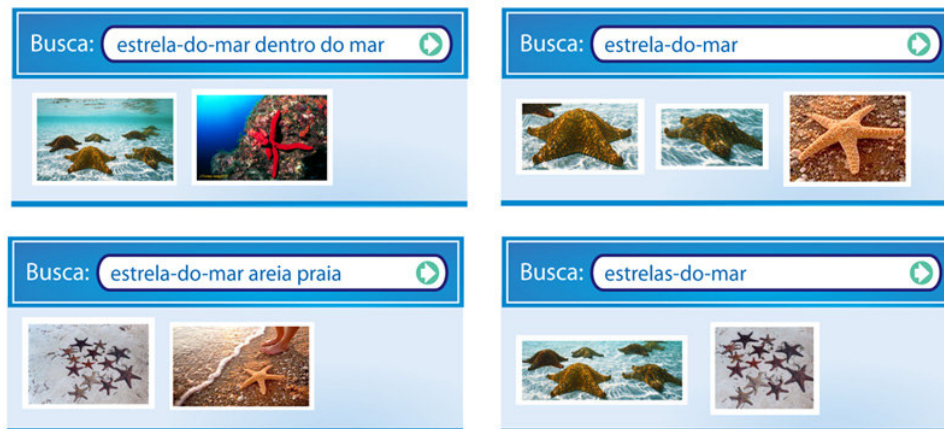 Busca: estrela-do-mar dentro do mar
Busca: estrela-do-mar
Busca: estrela-do-mar areia praia
Busca: estrelas-do-mar